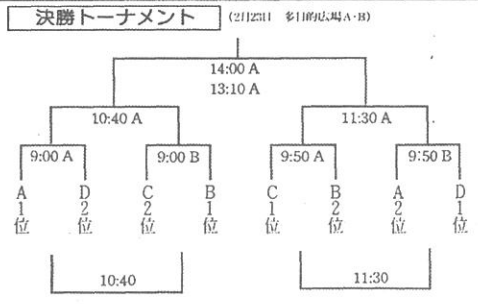 決勝トーナメント (2月23日 多目的広場A・B)
14:00 A
13:10 A
10:40 A 11:30 A
9:00 A 9:00 B 9:50 A 9:50 B
A1位 D2位 C2位 B1位 C1位 B2位 A2位 D1位
10:40 11:30